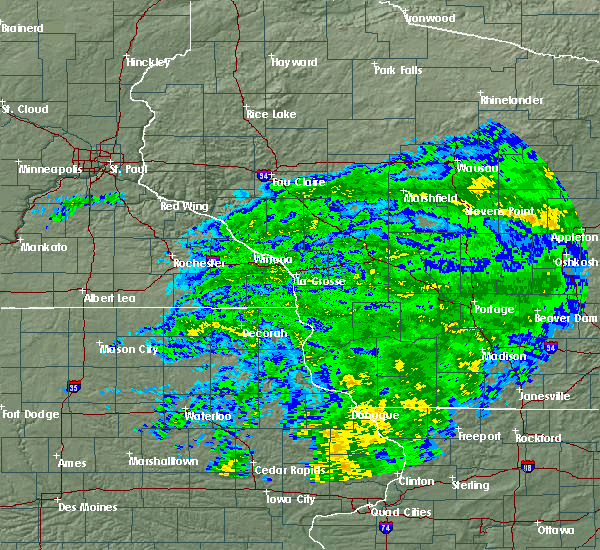 Brainerd
Ironwood
Hinckley
Hayward
Park Falls
St. Cloud
Rice Lake
Rhinelander
Minneapolis
St. Paul
94
Eau-Claire
Wausau
Marshfield
Red Wing
Stevens Point
Mankato
Appleton
Rochester
Winona
Oshkosh
La-Crosse
Albert Lea
Portage
Beaver Dam
Decorah
Mason City
Madison
94
35
Janesville
Fort Dodge
Waterloo
Dubuque
Freeport
Rockford
Ames
Marshalltown
Cedar Rapids
Clinton
Sterling
Des Moines
Iowa City
Quad Cities
74
Ottawa